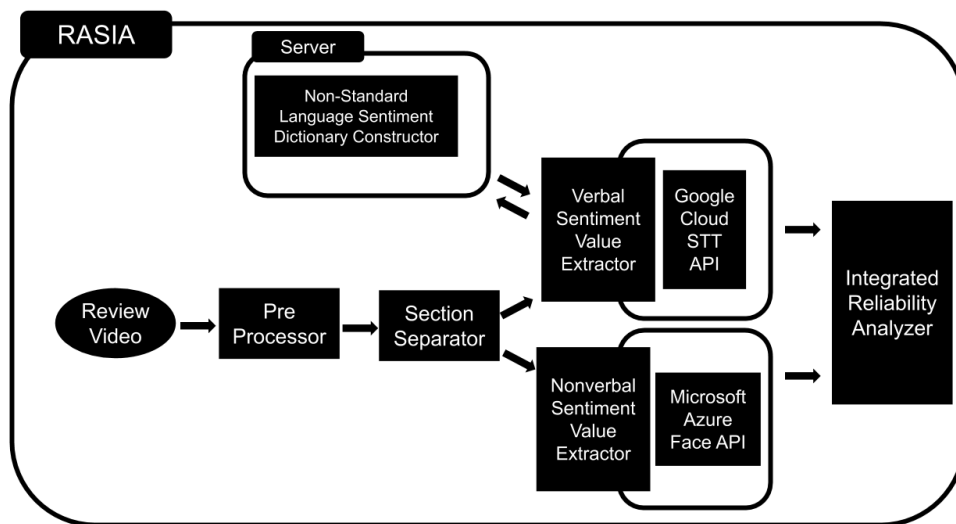 RASIA
Server
Non-Standard
Language Sentiment
Dictionary Constructor
Verbal
Sentiment
Value
Extractor
Google
Cloud
STT
API
Review
Video
Pre
Processor
Section
Separator
Integrated
Reliability
Analyzer
Nonverbal
Sentiment
Value
Extractor
Microsoft
Azure
Face API